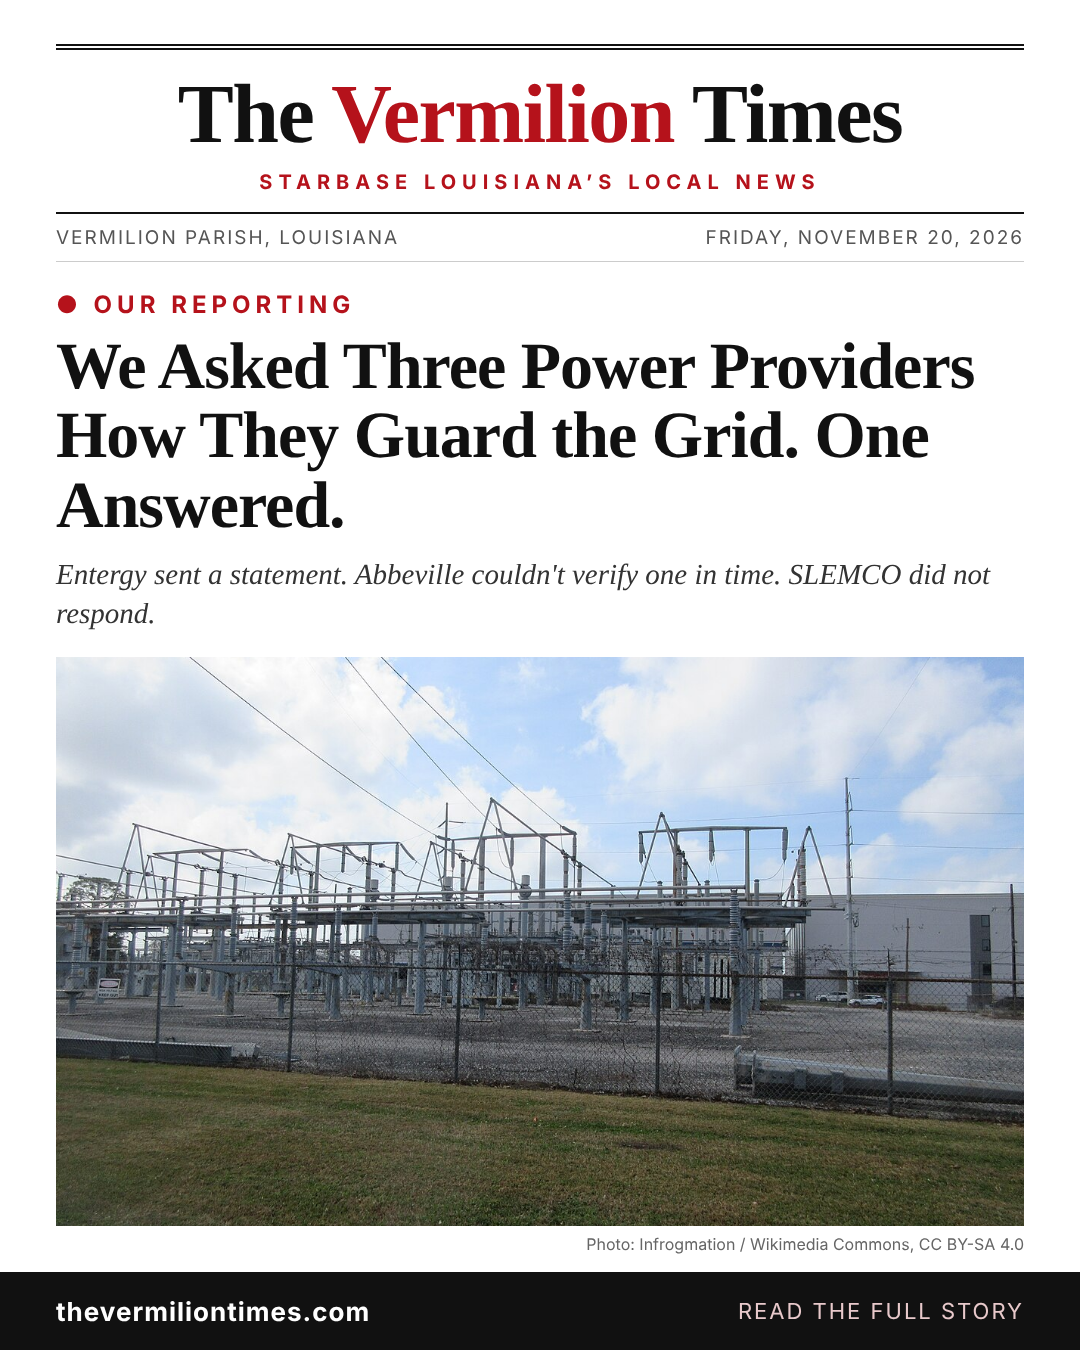 The Vermilion Times
STARBASE LOUISIANA’S LOCAL NEWS
VERMILION PARISH, LOUISIANA
FRIDAY, NOVEMBER 20, 2026
OUR REPORTING
We Asked Three Power Providers
How They Guard the Grid. One
Answered.
Entergy sent a statement. Abbeville couldn't verify one in time. SLEMCO did not
respond.
Photo: Infrogmation / Wikimedia Commons, CC BY-SA 4.0
thevermiliontimes.com
READ THE FULL STORY